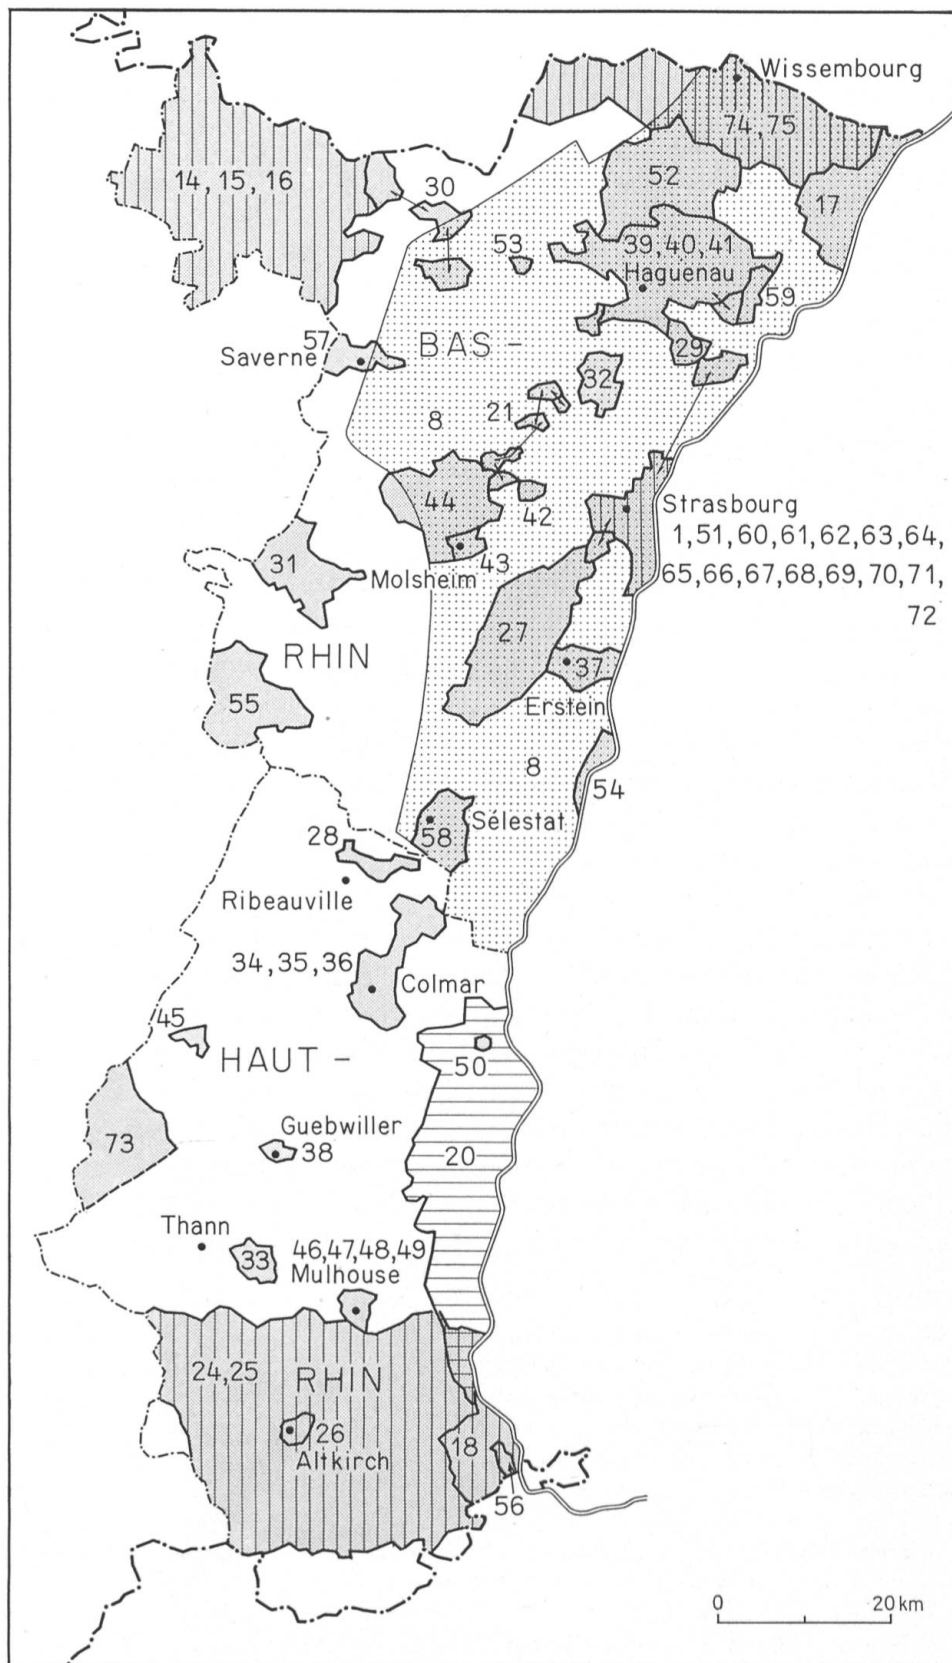 Wissembourg
74,75
14,15,16
30
52
17
53
39,40,41
Haguenau
59
57
Saverne
BAS -
29
32
21
8
44
42
Strasbourg
1,51,60,61,62,63,64,
65,66,67,68,69,70,71,
72
43
31
Molsheim
27
RHIN
37
55
Erstein
8
54
58
Sélestat
28
Ribeauville
34,35,36
Colmar
45
HAUT -
50
Guebwiller
38
73
20
Thann
33
46,47,48,49
Mulhouse
24,25
RHIN
26
Altkirch
18
56
0 20 km